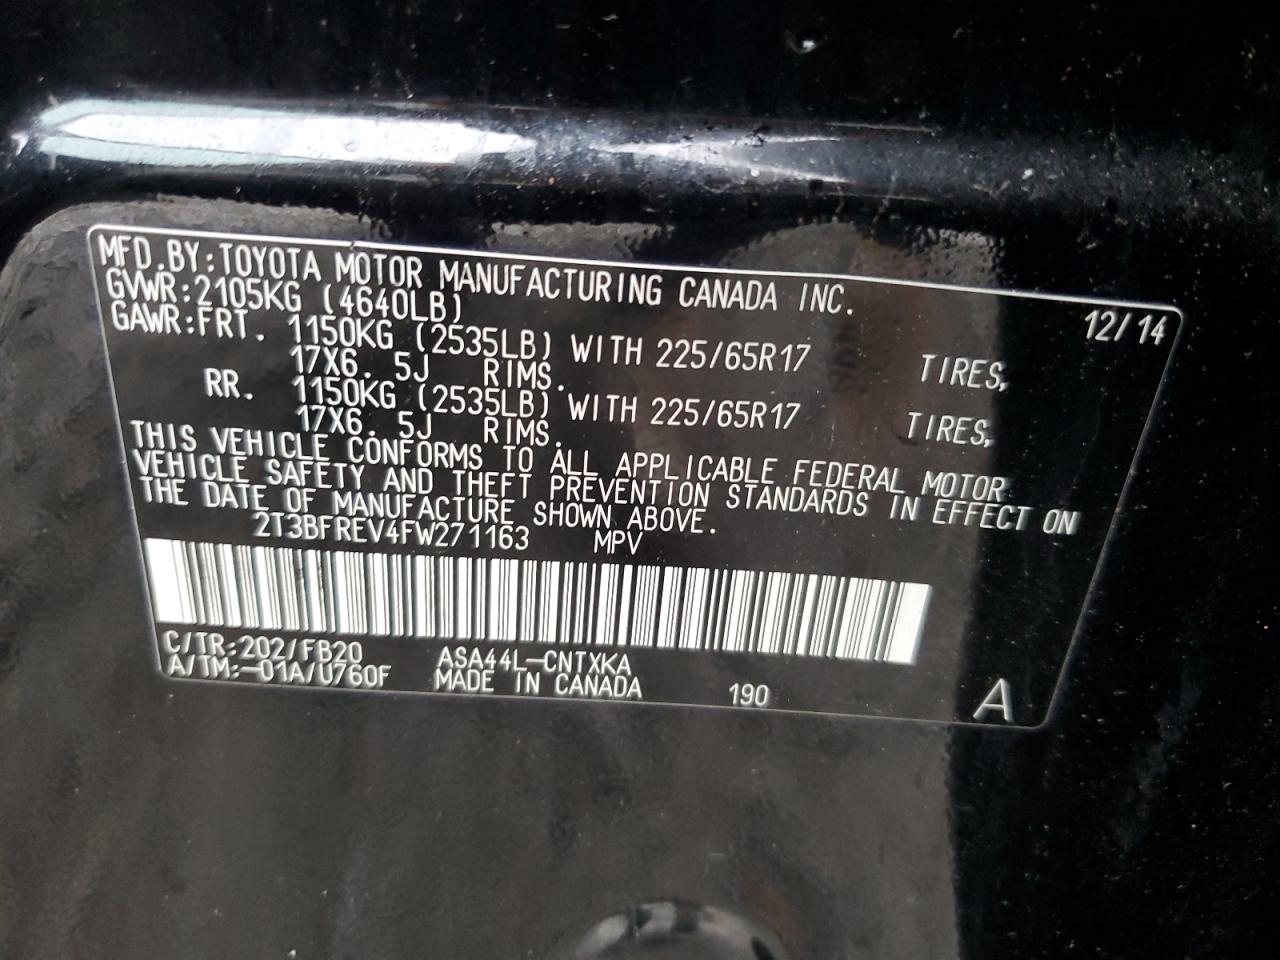 MFD.BY:TOYOTA MOTOR MANUFACTURING CANADA INC.
12/14
GVWR:2105KG (4640LB)
GAWR:FRT. 1150KG (2535LB) WITH 225/65R17 TIRES,
17X6. 5J RIMS.
RR. 1150KG (2535LB) WITH 225/65R17 TIRES,
17X6. 5J RIMS.
THIS VEHICLE CONFORMS TO ALL APPLICABLE FEDERAL MOTOR
VEHICLE SAFETY AND THEFT PREVENTION STANDARDS IN EFFECT ON
THE DATE OF MANUFACTURE SHOWN ABOVE.
2T3BFREV4FW271163 MPV
C/TR:202/FB20 ASA44L-CNTXKA
A/TM:-01A/U760F MADE IN CANADA 190 A